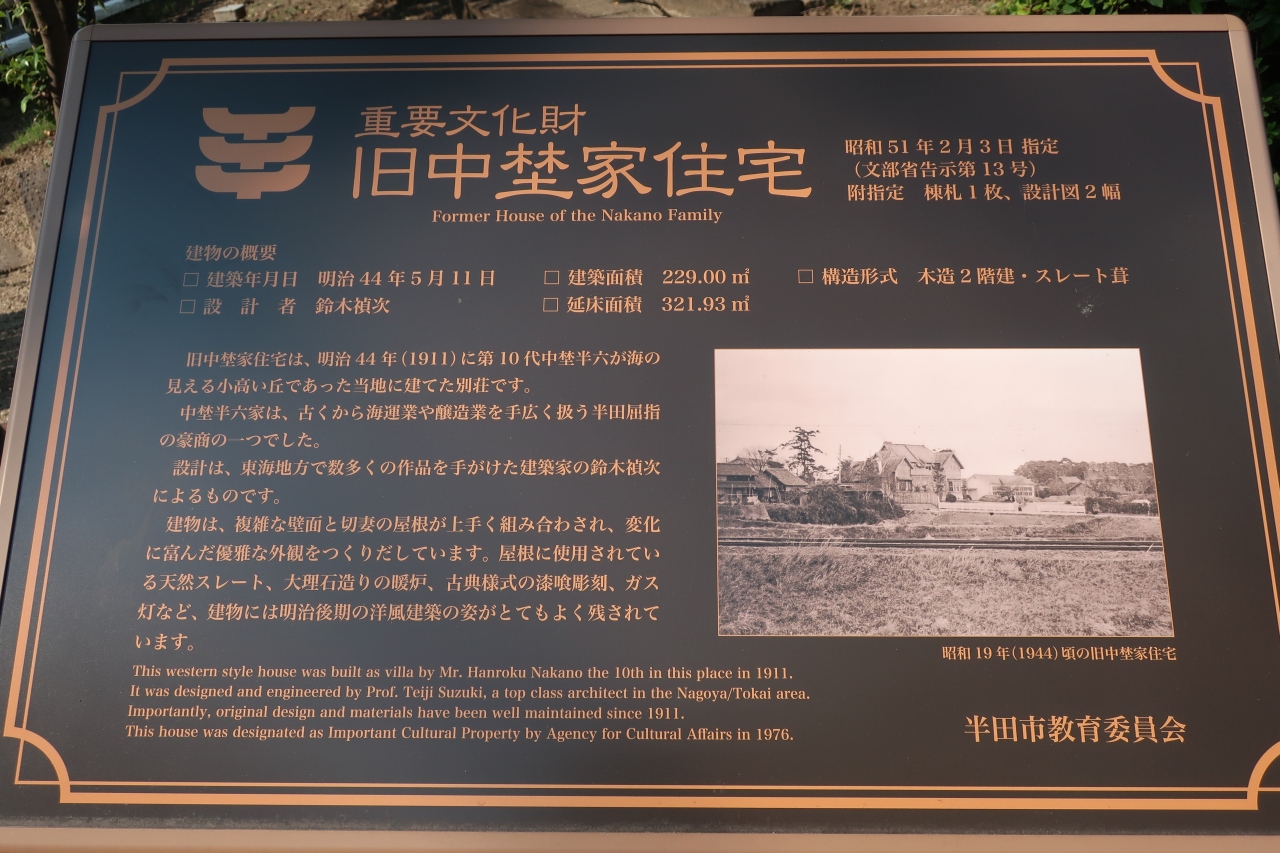 重要文化財
旧中埜家住宅
Former House of the Nakano Family
昭和51年2月3日 指定
（文部省告示第13号）
附指定　棟札1枚、設計図2幅
建物の概要
□ 建築年月日　明治44年5月11日　□ 建築面積　229.00㎡　□ 構造形式　木造2階建・スレート葺
□ 設　計　者　鈴木禎次　□ 延床面積　321.93㎡
旧中埜家住宅は、明治44年（1911）に第10代中埜半六が海の
見える小高い丘であった当地に建てた別荘です。
中埜半六家は、古くから海運業や醸造業を手広く扱う半田屈指
の豪商の一つでした。
設計は、東海地方で数多くの作品を手がけた建築家の鈴木禎次
によるものです。
建物は、複雑な壁面と切妻の屋根が上手く組み合わされ、変化
に富んだ優雅な外観をつくりだしています。屋根に使用されてい
る天然スレート、大理石造りの暖炉、古典様式の漆喰彫刻、ガス
灯など、建物には明治後期の洋風建築の姿がとてもよく残されて
います。
This western style house was built as villa by Mr. Hanroku Nakano the 10th in this place in 1911.
It was designed and engineered by Prof. Teiji Suzuki, a top class architect in the Nagoya/Tokai area.
Importantly, original design and materials have been well maintained since 1911.
This house was designated as Important Cultural Property by Agency for Cultural Affairs in 1976.
昭和19年（1944）頃の旧中埜家住宅
半田市教育委員会